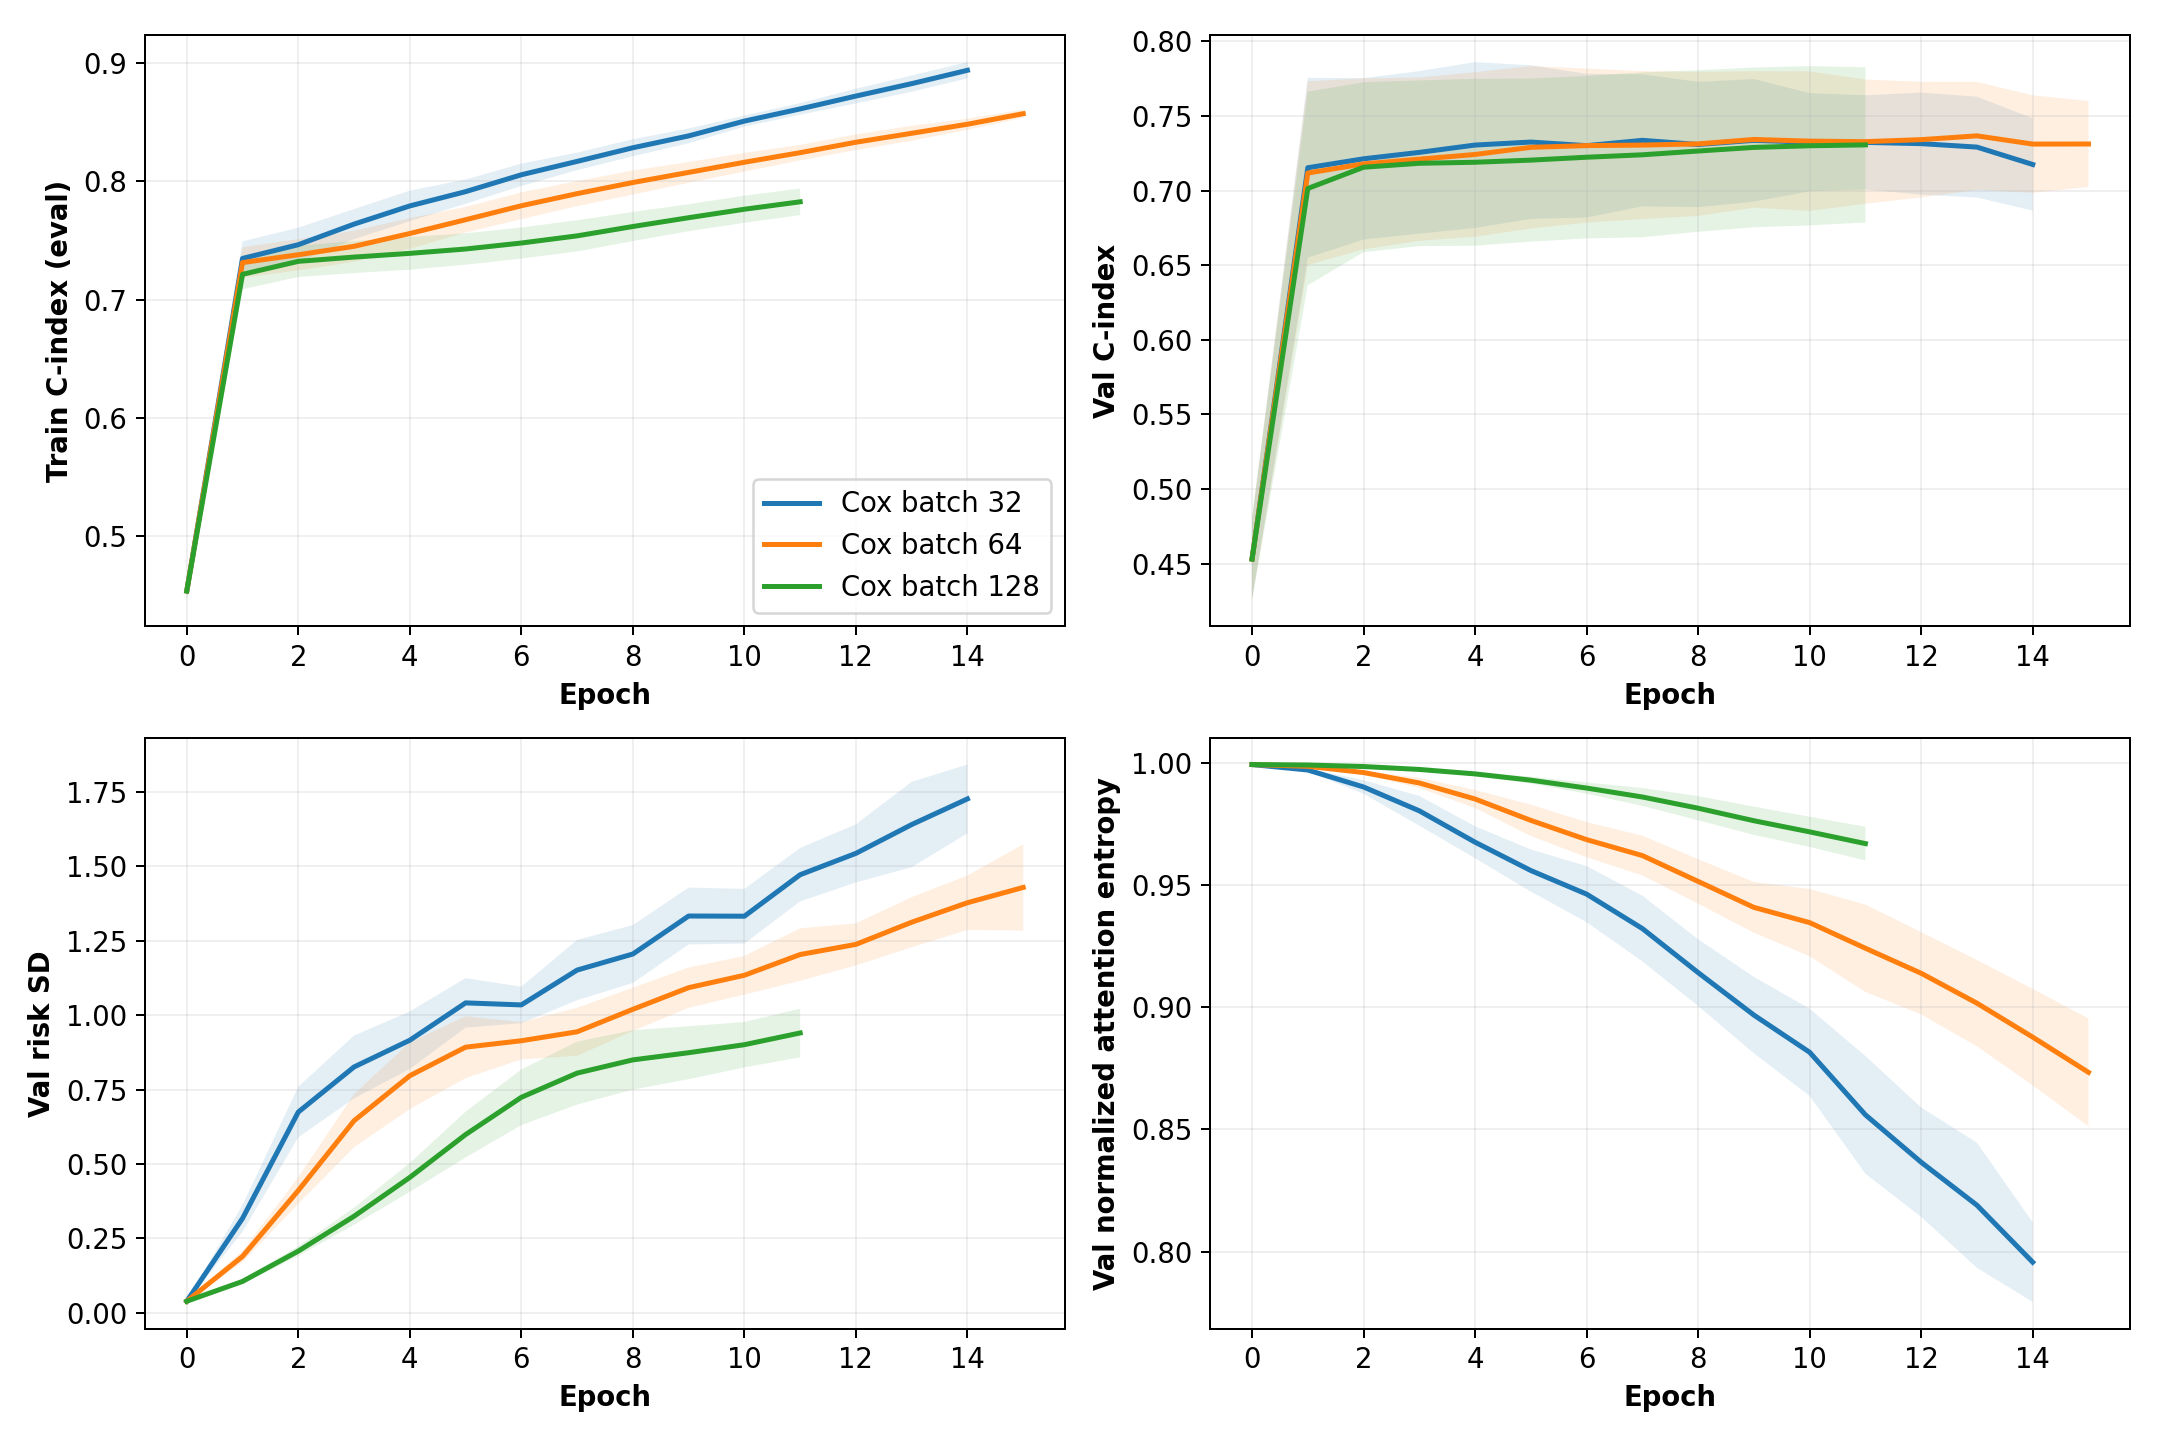 Train C-index (eval)
0.9
0.8
0.7
0.6
0.5
Cox batch 32
Cox batch 64
Cox batch 128
0 2 4 6 8 10 12 14
Epoch
Val C-index
0.80
0.75
0.70
0.65
0.60
0.55
0.50
0.45
0 2 4 6 8 10 12 14
Epoch
Val risk SD
1.75
1.50
1.25
1.00
0.75
0.50
0.25
0.00
0 2 4 6 8 10 12 14
Epoch
Val normalized attention entropy
1.00
0.95
0.90
0.85
0.80
0 2 4 6 8 10 12 14
Epoch